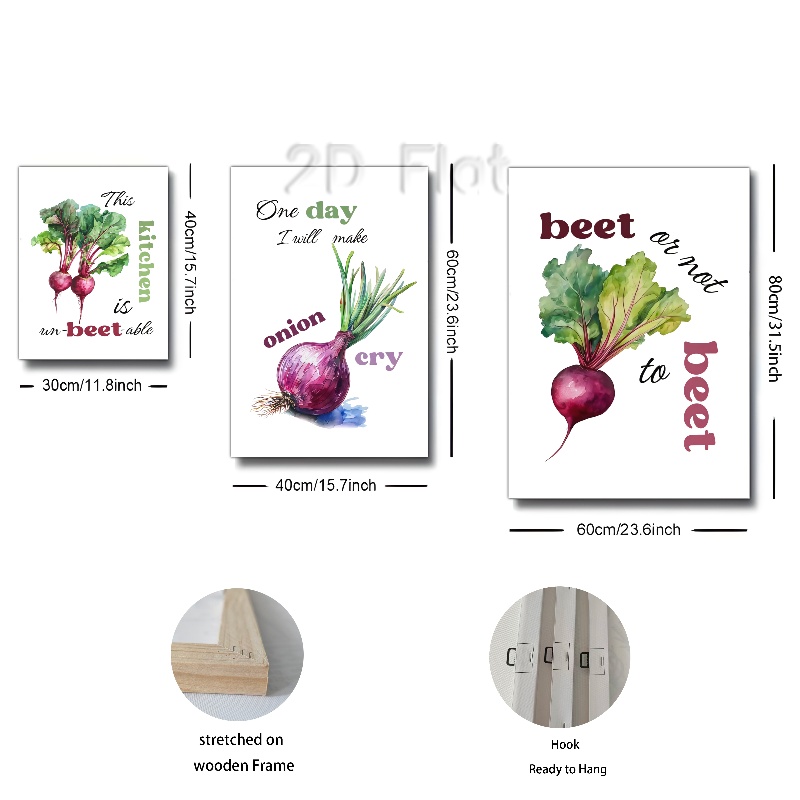 2D Flat
This
kitchen
is
un-beet able
40cm/15.7inch
30cm/11.8inch
One day
I will make
onion
cry
60cm/23.6inch
40cm/15.7inch
beet or not
to
beet
80cm/31.5inch
60cm/23.6inch
stretched on
wooden Frame
Hook
Ready to Hang